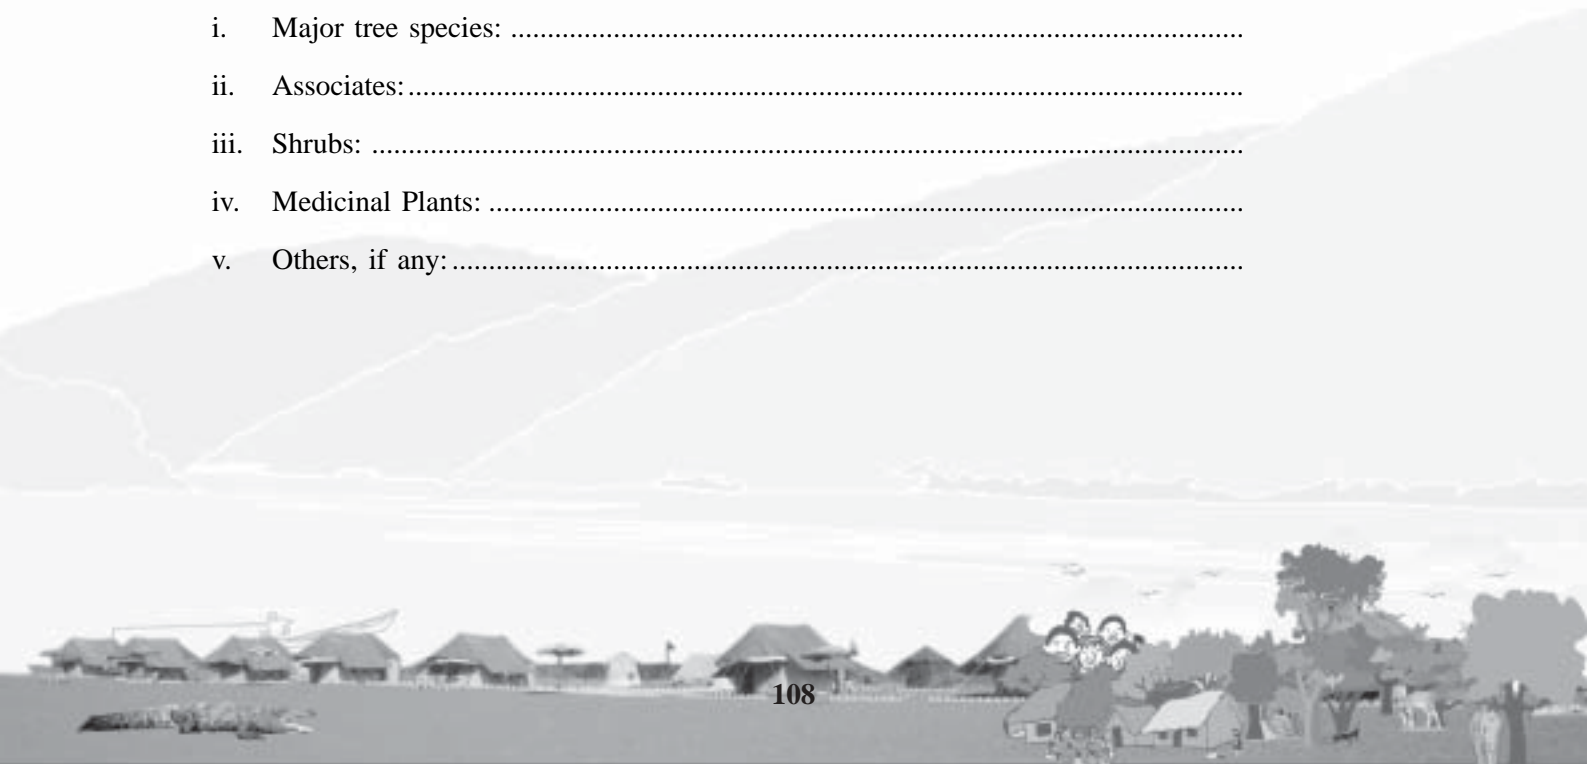 i. Major tree species: ....................................................................................................
ii. Associates: ..................................................................................................................
iii. Shrubs: .......................................................................................................................
iv. Medicinal Plants: .......................................................................................................
v. Others, if any: ............................................................................................................
108